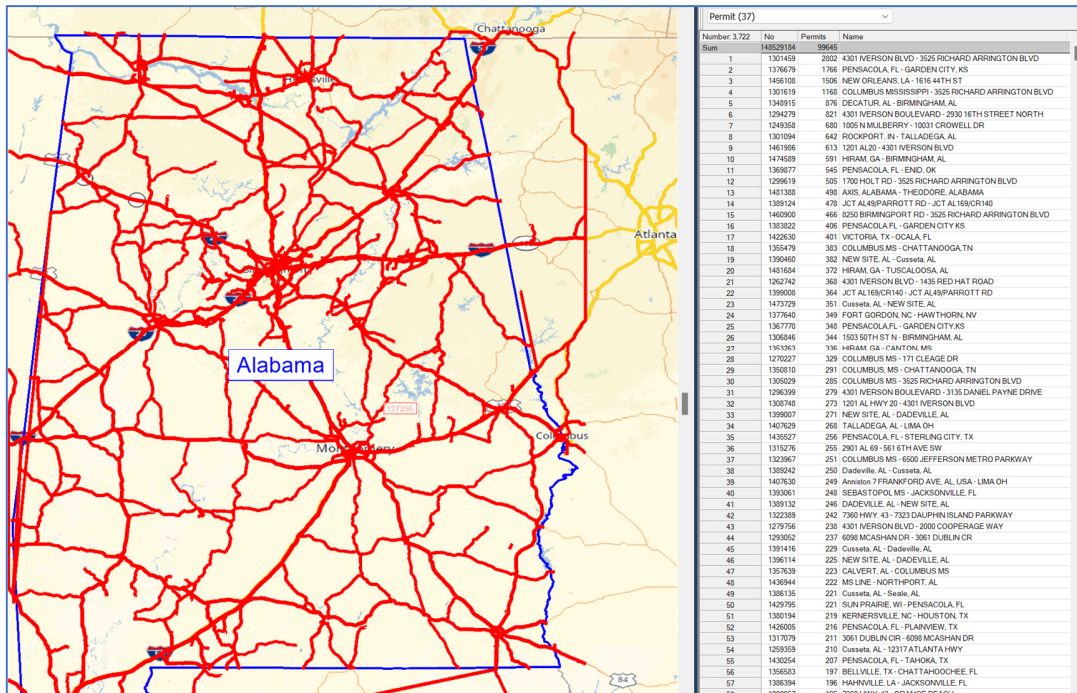 Chattanooga
Huntsville
Atlanta
Alabama
127256
Columbus
Montgomery
84
Permit (37)
Number: 3.722 No Permits Name
Sum 148529184 99645
1 1301459 2802 4301 IVERSON BLVD - 3525 RICHARD ARRINGTON BLVD
2 1376679 1766 PENSACOLA, FL - GARDEN CITY, KS
3 1456108 1506 NEW ORLEANS, LA - 1616 44TH ST
4 1301619 1168 COLUMBUS MISSISSIPPI - 3525 RICHARD ARRINGTON BLVD
5 1348915 876 DECATUR, AL - BIRMINGHAM, AL
6 1294279 821 4301 IVERSON BOULEVARD - 2930 16TH STREET NORTH
7 1249358 680 1005 N MULBERRY - 10031 CROWELL DR
8 1301094 642 ROCKPORT, IN - TALLADEGA, AL
9 1461986 613 1201 AL20 - 4301 IVERSON BLVD
10 1474589 591 HIRAM, GA - BIRMINGHAM, AL
11 1369877 545 PENSACOLA, FL - ENID, OK
12 1299619 505 1700 HOLT RD - 3525 RICHARD ARRINGTON BLVD
13 1481388 498 AXIS, ALABAMA - THEODORE, ALABAMA
14 1389124 478 JCT AL49/PARROTT RD - JCT AL169/CR140
15 1460900 466 8250 BIRMINGPORT RD - 3525 RICHARD ARRINGTON BLVD
16 1383822 406 PENSACOLA FL - GARDEN CITY KS
17 1422630 401 VICTORIA, TX - OCALA, FL
18 1355479 383 COLUMBUS,MS - CHATTANOOGA,TN
19 1390460 382 NEW SITE, AL - Cusseta, AL
20 1481684 372 HIRAM, GA - TUSCALOOSA, AL
21 1262742 368 4301 IVERSON BLVD - 1435 RED HAT ROAD
22 1399008 364 JCT AL169/CR140 - JCT AL49/PARROTT RD
23 1473729 351 Cusseta, AL - NEW SITE, AL
24 1377640 349 FORT GORDON, NC - HAWTHORN, NV
25 1367770 348 PENSACOLA,FL - GARDEN CITY,KS
26 1306846 344 1503 50TH ST N - BIRMINGHAM, AL
27 1353263 336 HIRAM, GA - CANTON, MS
28 1270227 329 COLUMBUS MS - 171 CLEAGE DR
29 1350810 291 COLUMBUS, MS - CHATTANOOGA, TN
30 1305029 285 COLUMBUS MS - 3525 RICHARD ARRINGTON BLVD
31 1296399 279 4301 IVERSON BOULEVARD - 3135 DANIEL PAYNE DRIVE
32 1308748 273 1201 AL HWY 20 - 4301 IVERSON BLVD
33 1399007 271 NEW SITE, AL - DADEVILLE, AL
34 1407629 268 TALLADEGA, AL - LIMA OH
35 1435527 256 PENSACOLA, FL - STERLING CITY, TX
36 1315276 255 2901 AL 69 - 561 6TH AVE SW
37 1323967 251 COLUMBUS MS - 6500 JEFFERSON METRO PARKWAY
38 1389242 250 Dadeville, AL - Cusseta, AL
39 1407630 249 Anniston 7 FRANKFORD AVE, AL, USA - LIMA OH
40 1393061 248 SEBASTOPOL MS - JACKSONVILLE, FL
41 1389132 246 DADEVILLE, AL - NEW SITE, AL
42 1322389 242 7360 HWY. 43 - 7323 DAUPHIN ISLAND PARKWAY
43 1279756 238 4301 IVERSON BLVD - 2000 COOPERAGE WAY
44 1293052 237 6098 MCASHAN DR - 3061 DUBLIN CR
45 1391416 229 Cusseta, AL - Dadeville, AL
46 1396114 225 NEW SITE, AL - DADEVILLE, AL
47 1357639 223 CALVERT, AL - COLUMBUS MS
48 1436944 222 MS LINE - NORTHPORT, AL
49 1386135 221 Cusseta, AL - Seale, AL
50 1429795 221 SUN PRAIRIE, WI - PENSACOLA, FL
51 1380194 219 KERNERSVILLE, NC - HOUSTON, TX
52 1426005 216 PENSACOLA, FL - PLAINVIEW, TX
53 1317079 211 3061 DUBLIN CIR - 6098 MCASHAN DR
54 1259359 210 Cusseta, AL - 12317 ATLANTA HWY
55 1430254 207 PENSACOLA, FL - TAHOKA, TX
56 1356583 197 BELLVILLE, TX - CHATTAHOOCHEE, FL
57 1386394 196 HAHNVILLE, LA - JACKSONVILLE, FL